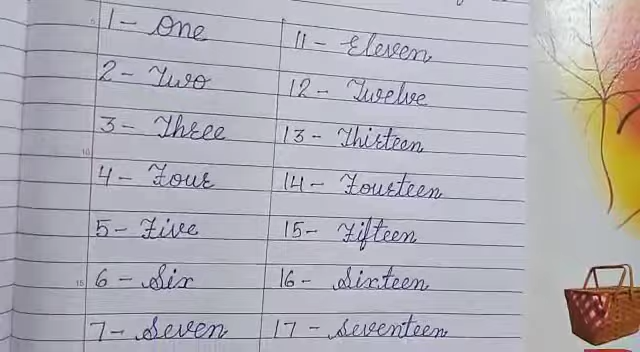 1- One
2- Two
3- Three
4- Four
5- Five
6- Six
7- Seven
11- Eleven
12- Twelve
13- Thirteen
14- Fourteen
15- Fifteen
16- Sixteen
17- Seventeen